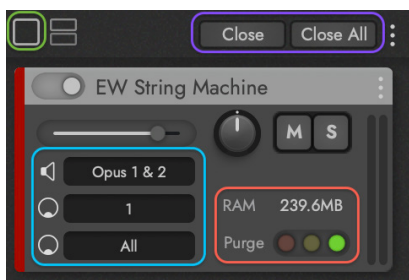 Close Close All
EW String Machine
M S
Opus 1 & 2
1
RAM 239.6MB
All
Purge